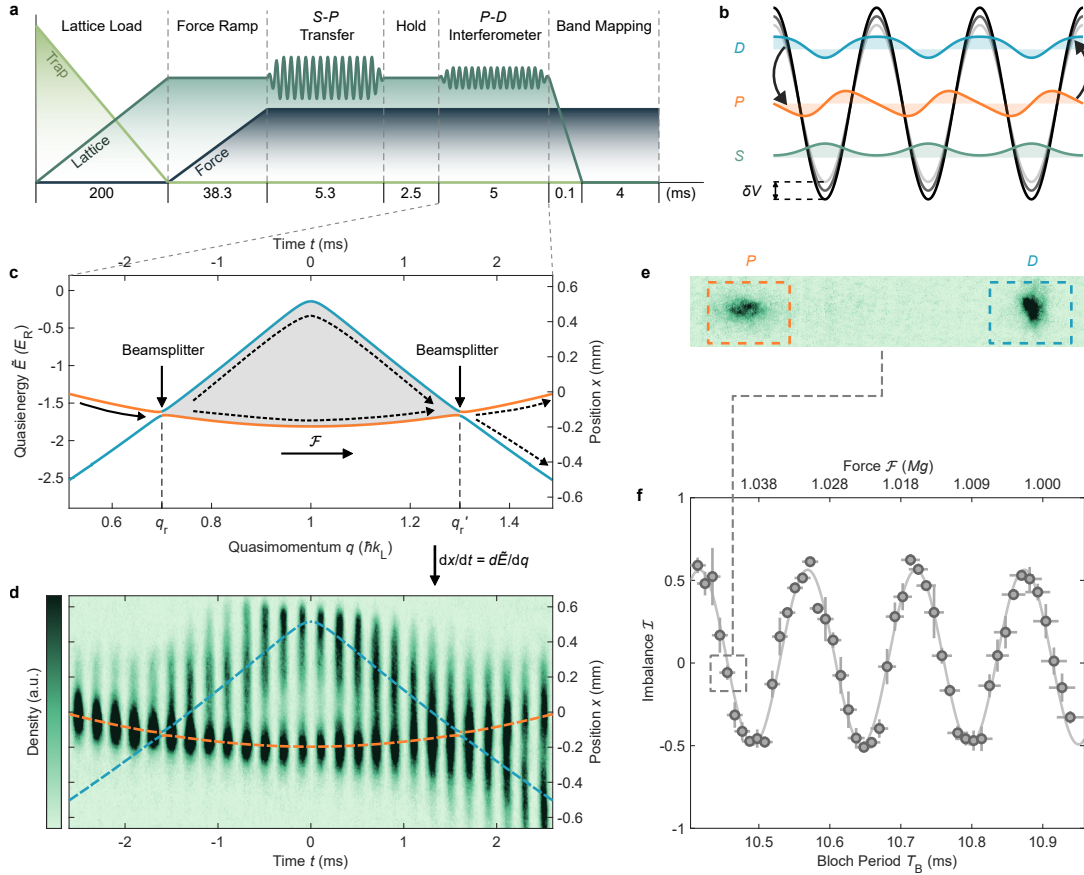 a
Lattice Load
Force Ramp
S-P
Transfer
Hold
P-D
Interferometer
Band Mapping
Trap
Lattice
Force
200
38.3
5.3
2.5
5
0.1
4
(ms)
b
D
P
S
δV
c
Time t (ms)
-2
-1
0
1
2
0
-0.5
-1
-1.5
-2
-2.5
Quasienergy Ẽ (E_R)
Beamsplitter
Beamsplitter
ℱ
0.6
0.4
0.2
0
-0.2
-0.4
-0.6
Position x (mm)
0.6
q_r
0.8
1
1.2
q_r'
1.4
Quasimomentum q (ħk_L)
dx/dt = dẼ/dq
d
Density (a.u.)
0.6
0.4
0.2
0
-0.2
-0.4
-0.6
Position x (mm)
-2
-1
0
1
2
Time t (ms)
e
P
D
f
Force ℱ (Mg)
1.038
1.028
1.018
1.009
1.000
1
0.5
0
-0.5
-1
Imbalance ℐ
10.5
10.6
10.7
10.8
10.9
Bloch Period T_B (ms)